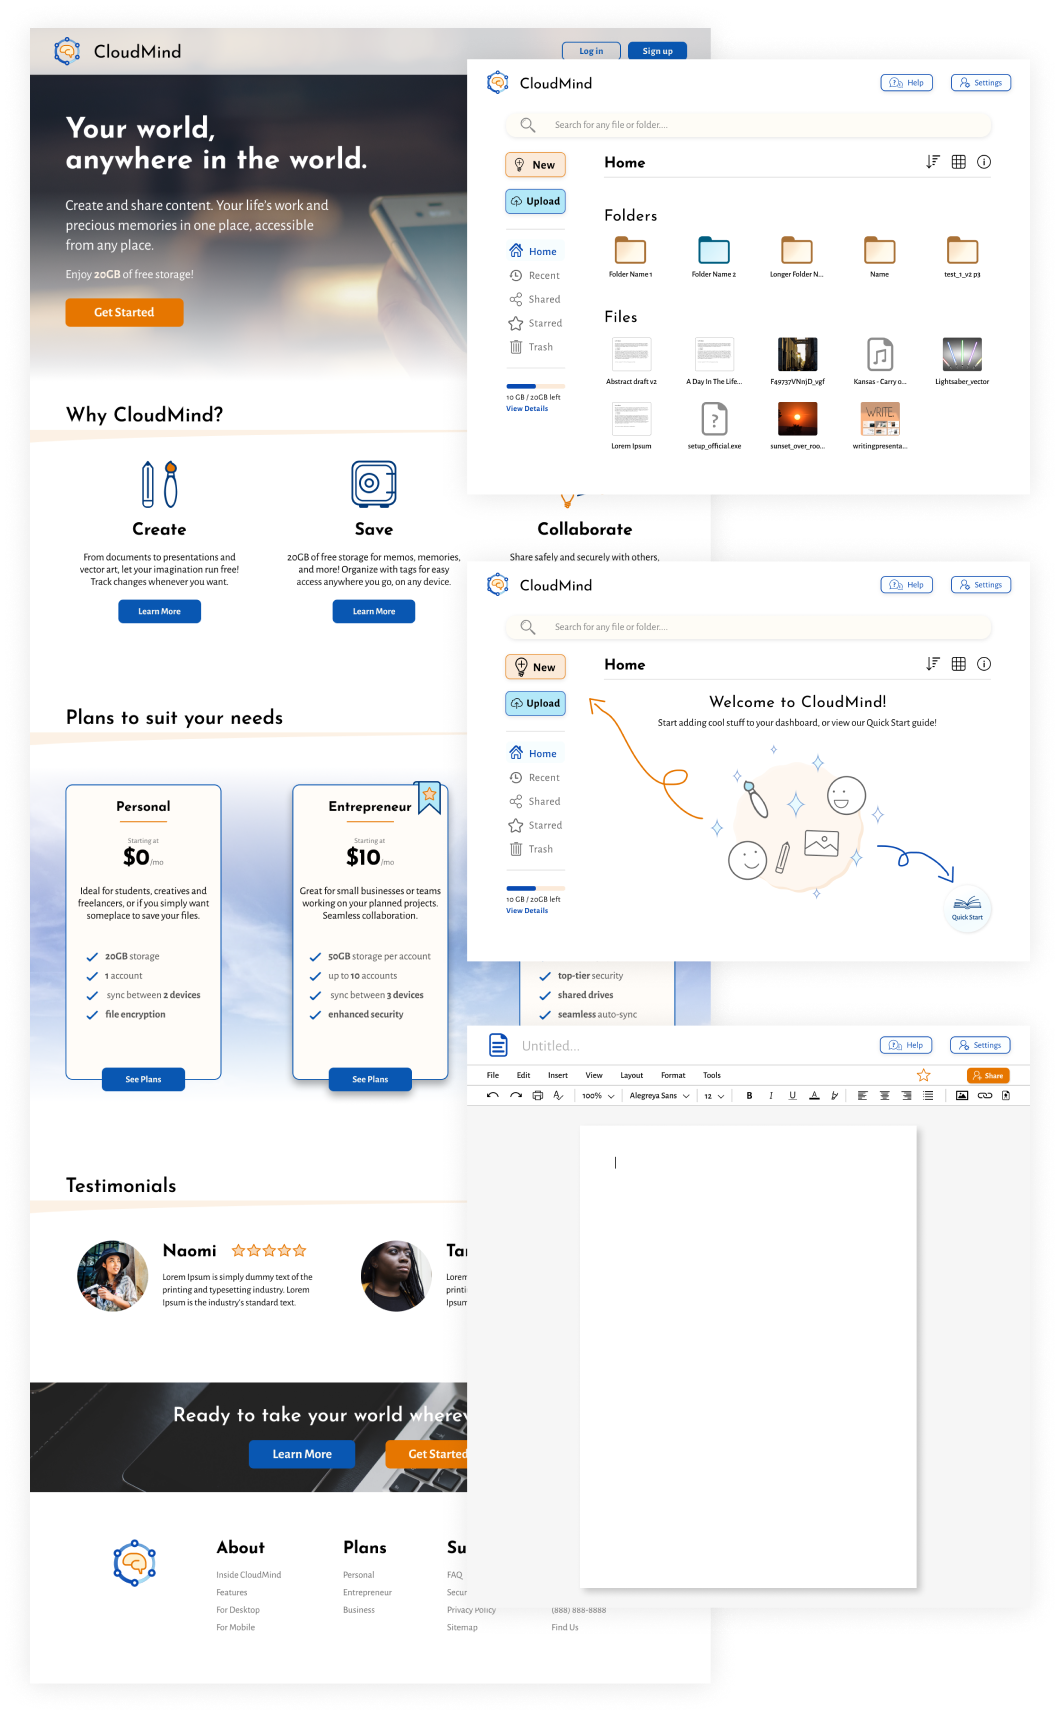 CloudMind
Log in
Sign up
Your world,
anywhere in the world.
Create and share content. Your life's work and
precious memories in one place, accessible
from any place.
Enjoy 20GB of free storage!
Get Started
Why CloudMind?
Create
From documents to presentations and
vector art, let your imagination run free!
Track changes whenever you want.
Learn More
Save
20GB of free storage for memos, memories,
and more! Organize with tags for easy
access anywhere you go, on any device.
Learn More
Collaborate
Share safely and securely with others,
Plans to suit your needs
Personal
Starting at
$0/mo
Ideal for students, creatives and
freelancers, or if you simply want
someplace to save your files.
20GB storage
1 account
sync between 2 devices
file encryption
See Plans
Entrepreneur
Starting at
$10/mo
Great for small businesses or teams
working on your planned projects.
Seamless collaboration.
50GB storage per account
up to 10 accounts
sync between 3 devices
enhanced security
See Plans
top-tier security
shared drives
seamless auto-sync
Testimonials
Naomi
Lorem Ipsum is simply dummy text of the
printing and typesetting industry. Lorem
Ipsum is the industry's standard text.
Ta
Lorem
printi
Ipsum
Ready to take your world wherev
Learn More
Get Started
About
Inside CloudMind
Features
For Desktop
For Mobile
Plans
Personal
Entrepreneur
Business
Su
FAQ
Secur
Privacy Policy
Sitemap
(888) 888-8888
Find Us
CloudMind
Help
Settings
Search for any file or folder....
New
Upload
Home
Recent
Shared
Starred
Trash
10 GB / 20GB left
View Details
Home
Folders
Folder Name 1
Folder Name 2
Longer Folder N...
Name
test_1_v2 p3
Files
Abstract draft v2
A Day In The Life...
F49737VNnjD_vgf
Kansas - Carry o...
Lightsaber_vector
WRITE
Lorem Ipsum
setup_official.exe
sunset_over_roo...
writingpresenta...
CloudMind
Help
Settings
Search for any file or folder....
New
Upload
Home
Recent
Shared
Starred
Trash
10 GB / 20GB left
View Details
Home
Welcome to CloudMind!
Start adding cool stuff to your dashboard, or view our Quick Start guide!
Quick Start
Untitled...
Help
Settings
File Edit Insert View Layout Format Tools
Share
100% Alegreya Sans 12 B I U A